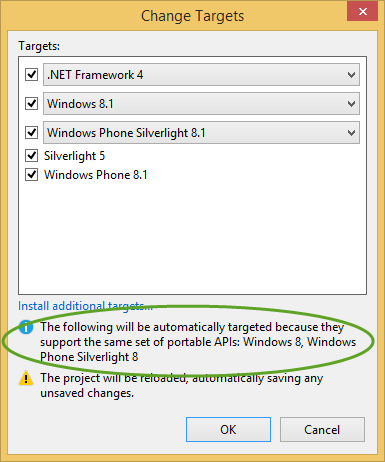 Change Targets
Targets:
.NET Framework 4
Windows 8.1
Windows Phone Silverlight 8.1
Silverlight 5
Windows Phone 8.1
Install additional targets...
The following will be automatically targeted because they
support the same set of portable APIs: Windows 8, Windows
Phone Silverlight 8
The project will be reloaded, automatically saving any
unsaved changes.
OK
Cancel